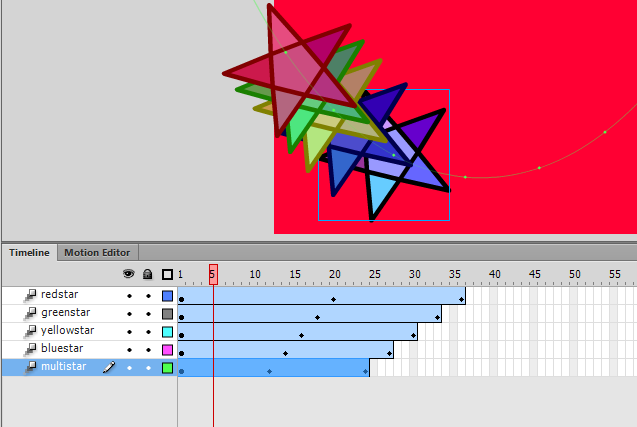 Timeline Motion Editor
1 5 10 15 20 25 30 35 40 45 50 55
redstar
greenstar
yellowstar
bluestar
multistar